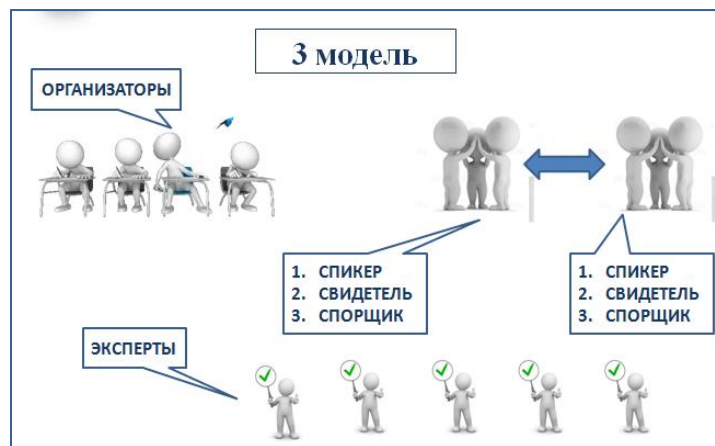 3 модель
ОРГАНИЗАТОРЫ
1. СПИКЕР
2. СВИДЕТЕЛЬ
3. СПОРЩИК
1. СПИКЕР
2. СВИДЕТЕЛЬ
3. СПОРЩИК
ЭКСПЕРТЫ